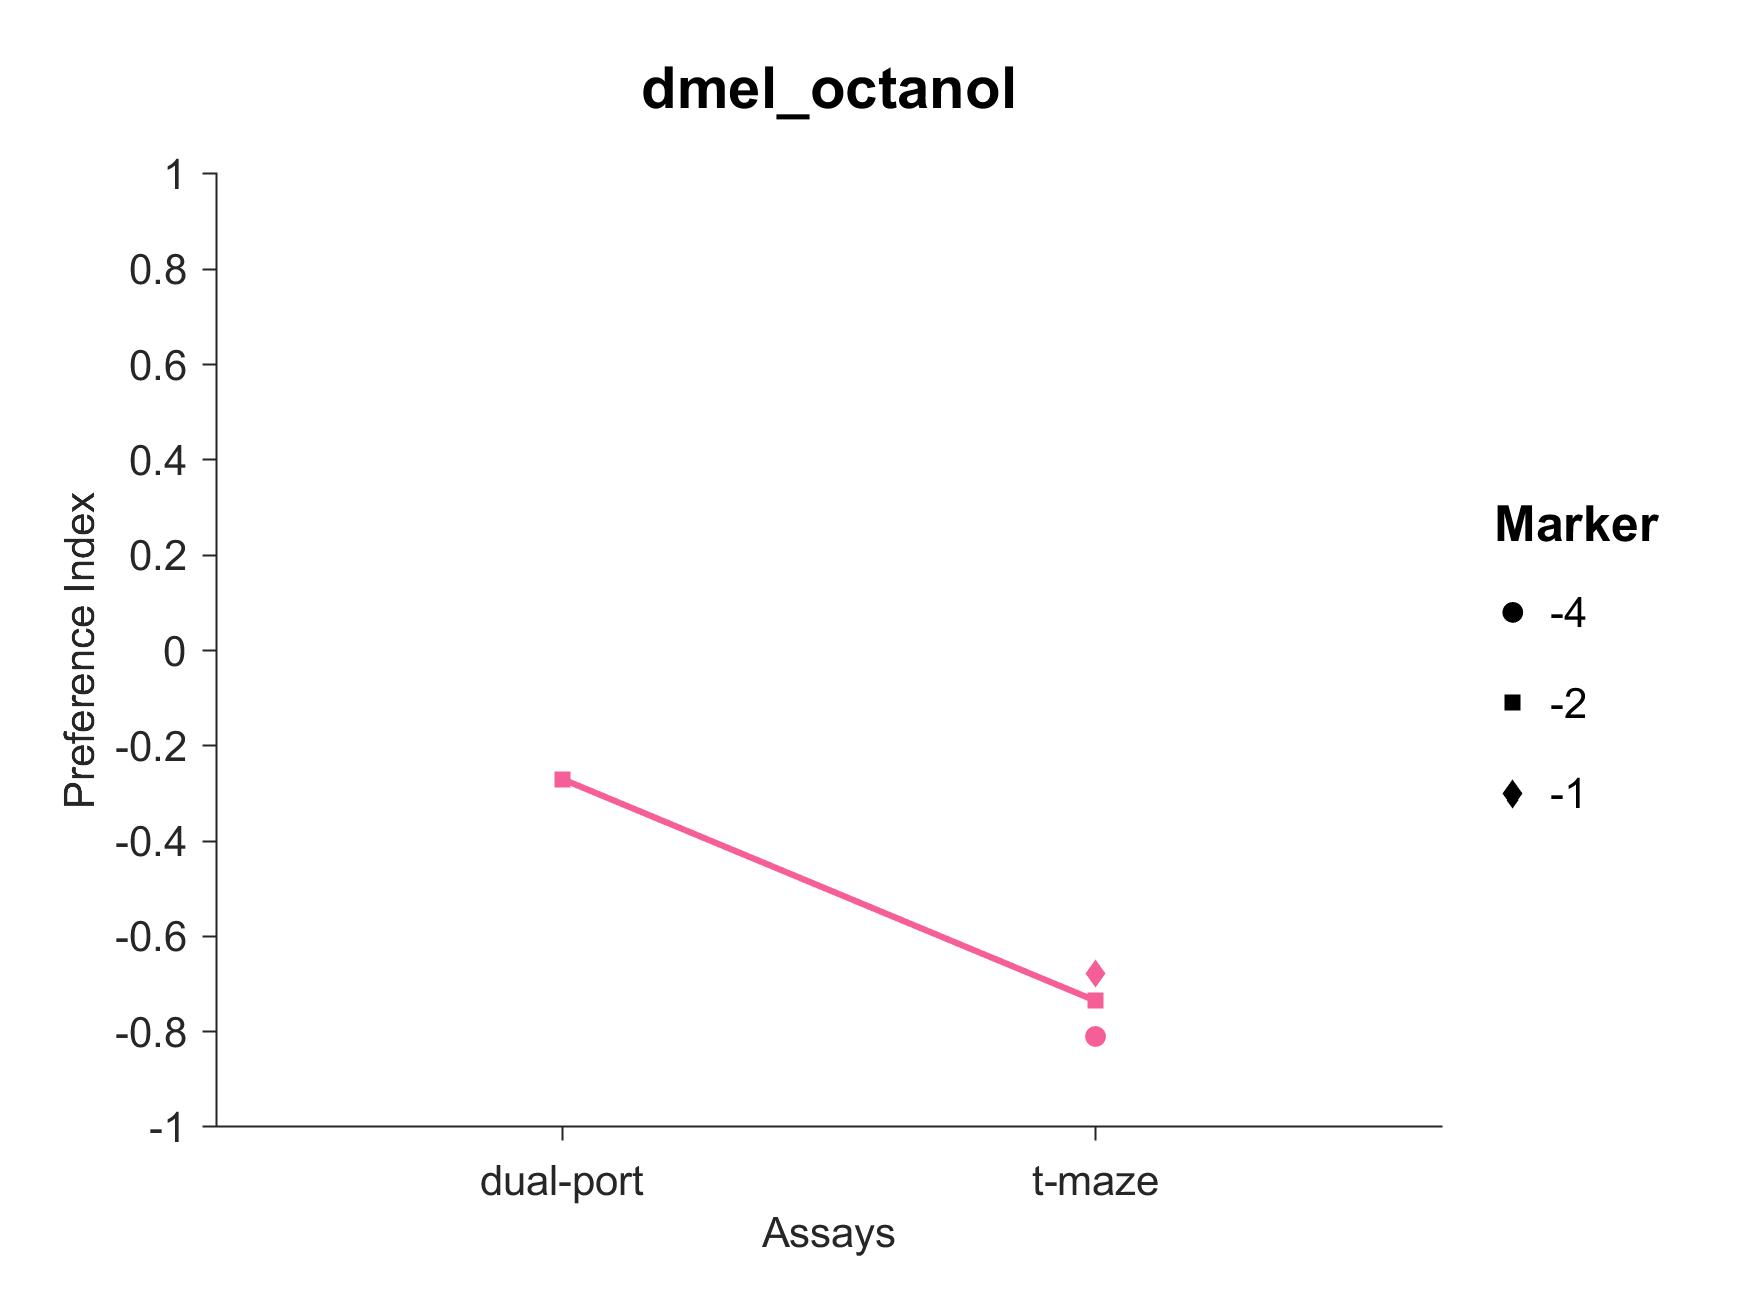 dmel_octanol
1
0.8
0.6
0.4
0.2
0
-0.2
-0.4
-0.6
-0.8
-1
Preference Index
dual-port t-maze
Assays
Marker
-4
-2
-1